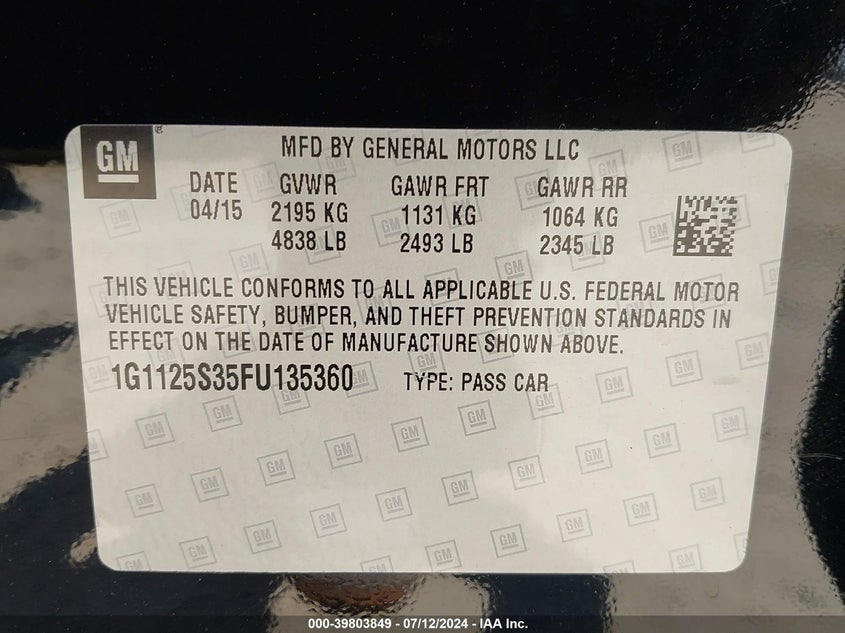 GM
MFD BY GENERAL MOTORS LLC
DATE GVWR GAWR FRT GAWR RR
04/15 2195 KG 1131 KG 1064 KG
4838 LB 2493 LB 2345 LB
THIS VEHICLE CONFORMS TO ALL APPLICABLE U.S. FEDERAL MOTOR
VEHICLE SAFETY, BUMPER, AND THEFT PREVENTION STANDARDS IN
EFFECT ON THE DATE OF MANUFACTURE SHOWN ABOVE.
1G1125S35FU135360 TYPE: PASS CAR
000-39803849 - 07/12/2024 - IAA Inc.